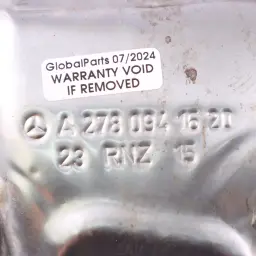 GlobalParts 07/2024
WARRANTY VOID
IF REMOVED
A 278 094 16 20
23 RNZ 15